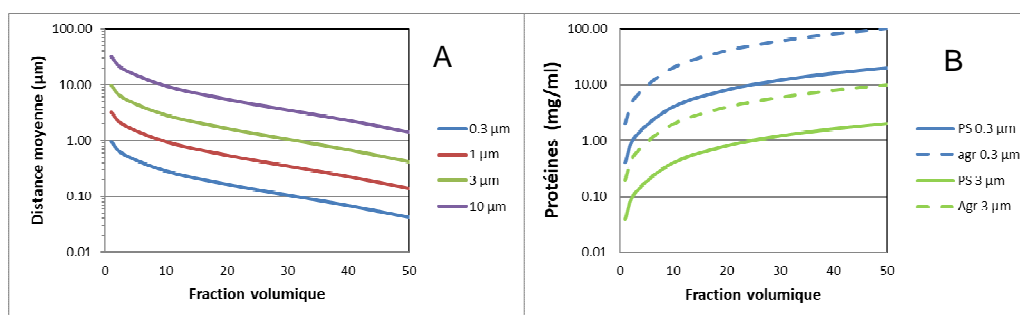 A
Distance moyenne (µm)
100.00
10.00
1.00
0.10
0.01
0 10 20 30 40 50
Fraction volumique
0.3 µm
1 µm
3 µm
10 µm
B
Protéines (mg/ml)
100.00
10.00
1.00
0.10
0.01
0 10 20 30 40 50
Fraction volumique
PS 0.3 µm
agr 0.3 µm
PS 3 µm
Agr 3 µm